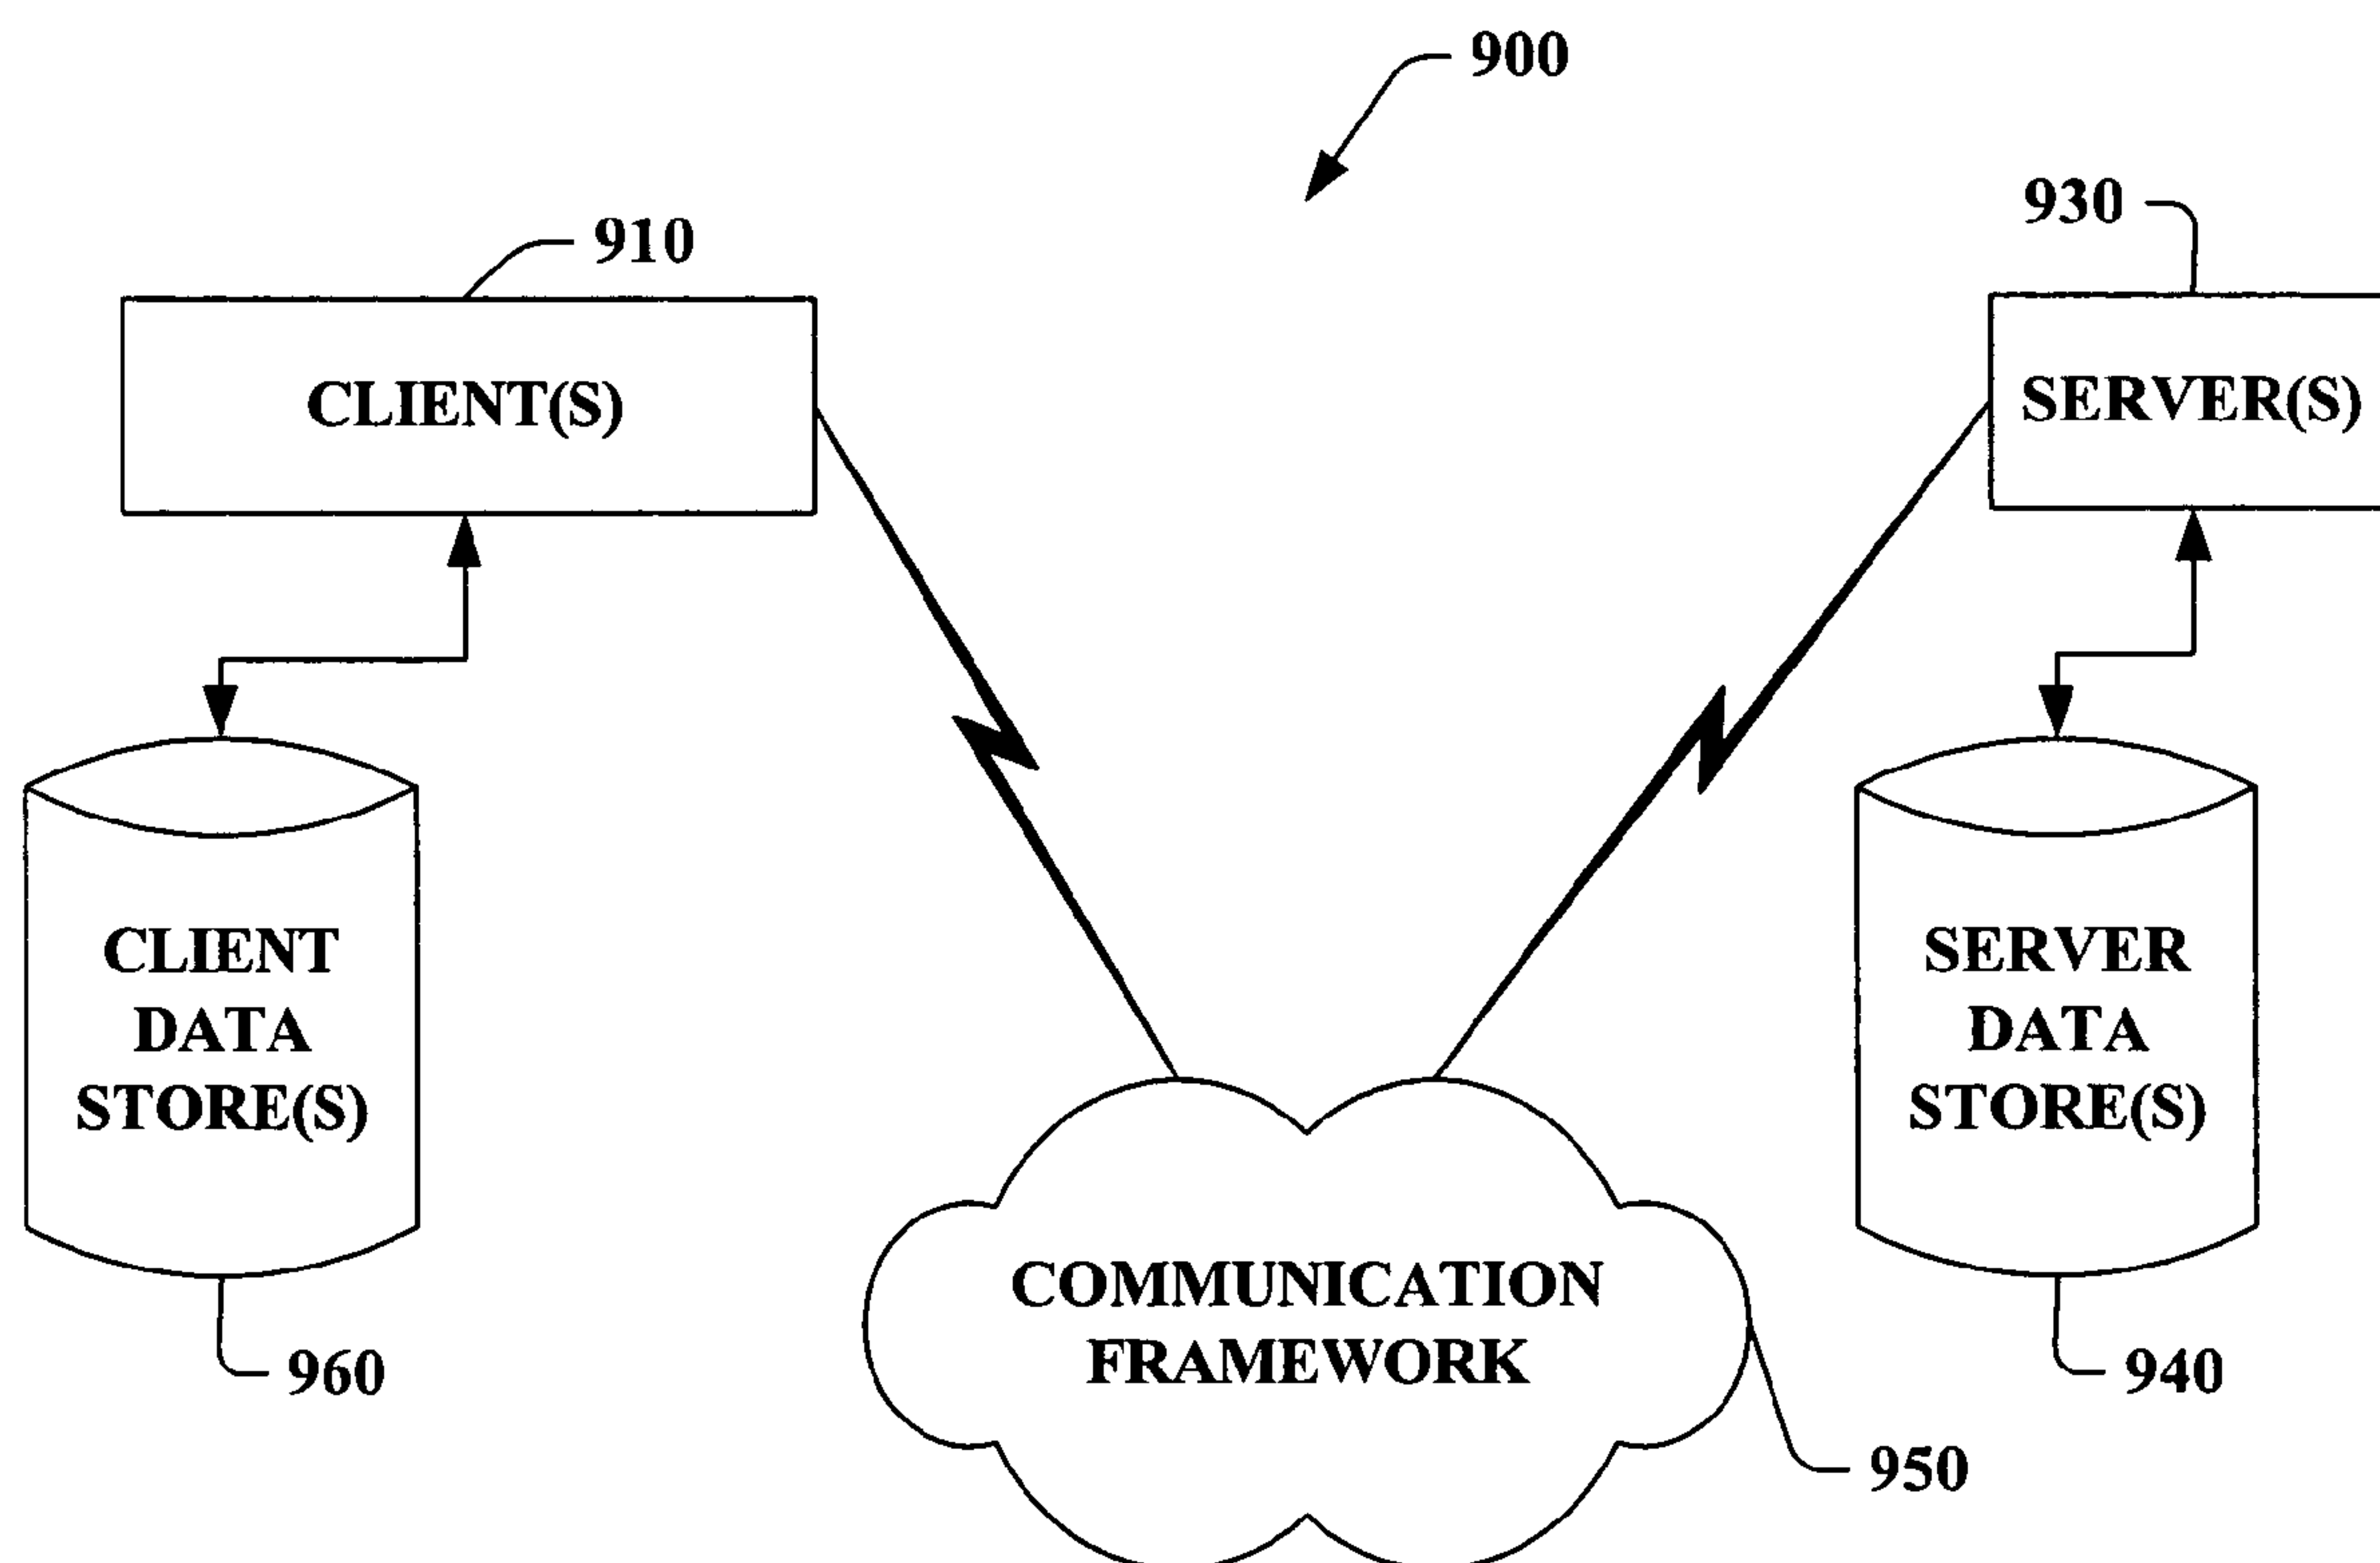 900
930
910
CLIENT(S)
SERVER(S)
CLIENT
DATA
STORE(S)
SERVER
DATA
STORE(S)
COMMUNICATION
FRAMEWORK
960
940
950